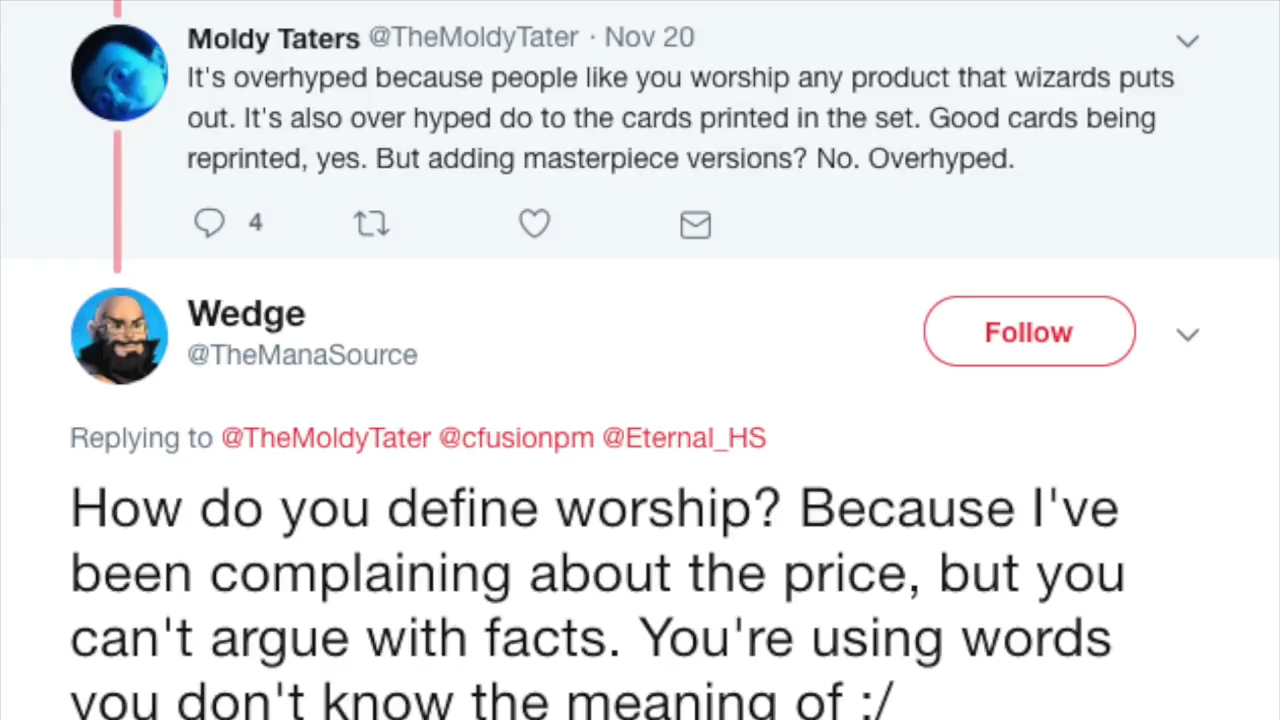 Moldy Taters @TheMoldyTater · Nov 20
It's overhyped because people like you worship any product that wizards puts
out. It's also over hyped do to the cards printed in the set. Good cards being
reprinted, yes. But adding masterpiece versions? No. Overhyped.
4
Wedge
@TheManaSource
Follow
Replying to @TheMoldyTater @cfusionpm @Eternal_HS
How do you define worship? Because I've
been complaining about the price, but you
can't argue with facts. You're using words
you don't know the meaning of :/